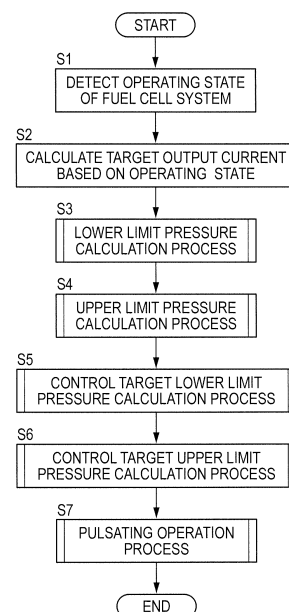 START
S1
DETECT OPERATING STATE
OF FUEL CELL SYSTEM
S2
CALCULATE TARGET OUTPUT CURRENT
BASED ON OPERATING STATE
S3
LOWER LIMIT PRESSURE
CALCULATION PROCESS
S4
UPPER LIMIT PRESSURE
CALCULATION PROCESS
S5
CONTROL TARGET LOWER LIMIT
PRESSURE CALCULATION PROCESS
S6
CONTROL TARGET UPPER LIMIT
PRESSURE CALCULATION PROCESS
S7
PULSATING OPERATION
PROCESS
END